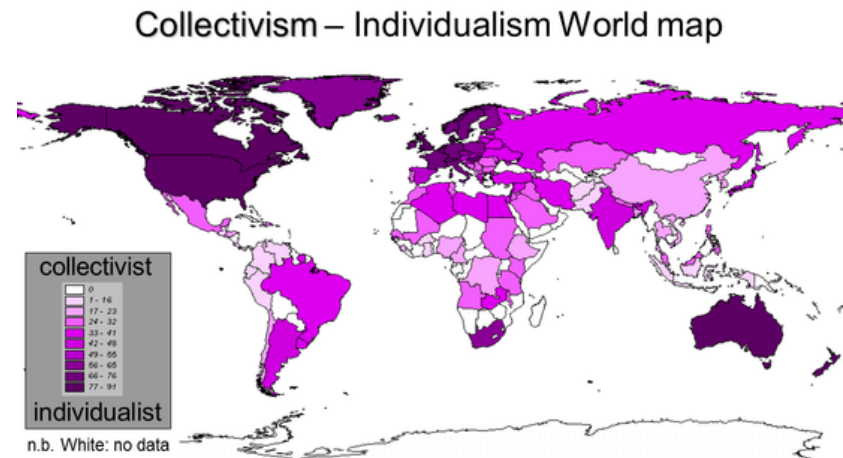 Collectivism – Individualism World map
collectivist
0
1 - 16
17 - 23
24 - 32
33 - 41
42 - 48
49 - 55
56 - 65
66 - 76
77 - 91
individualist
n.b. White: no data